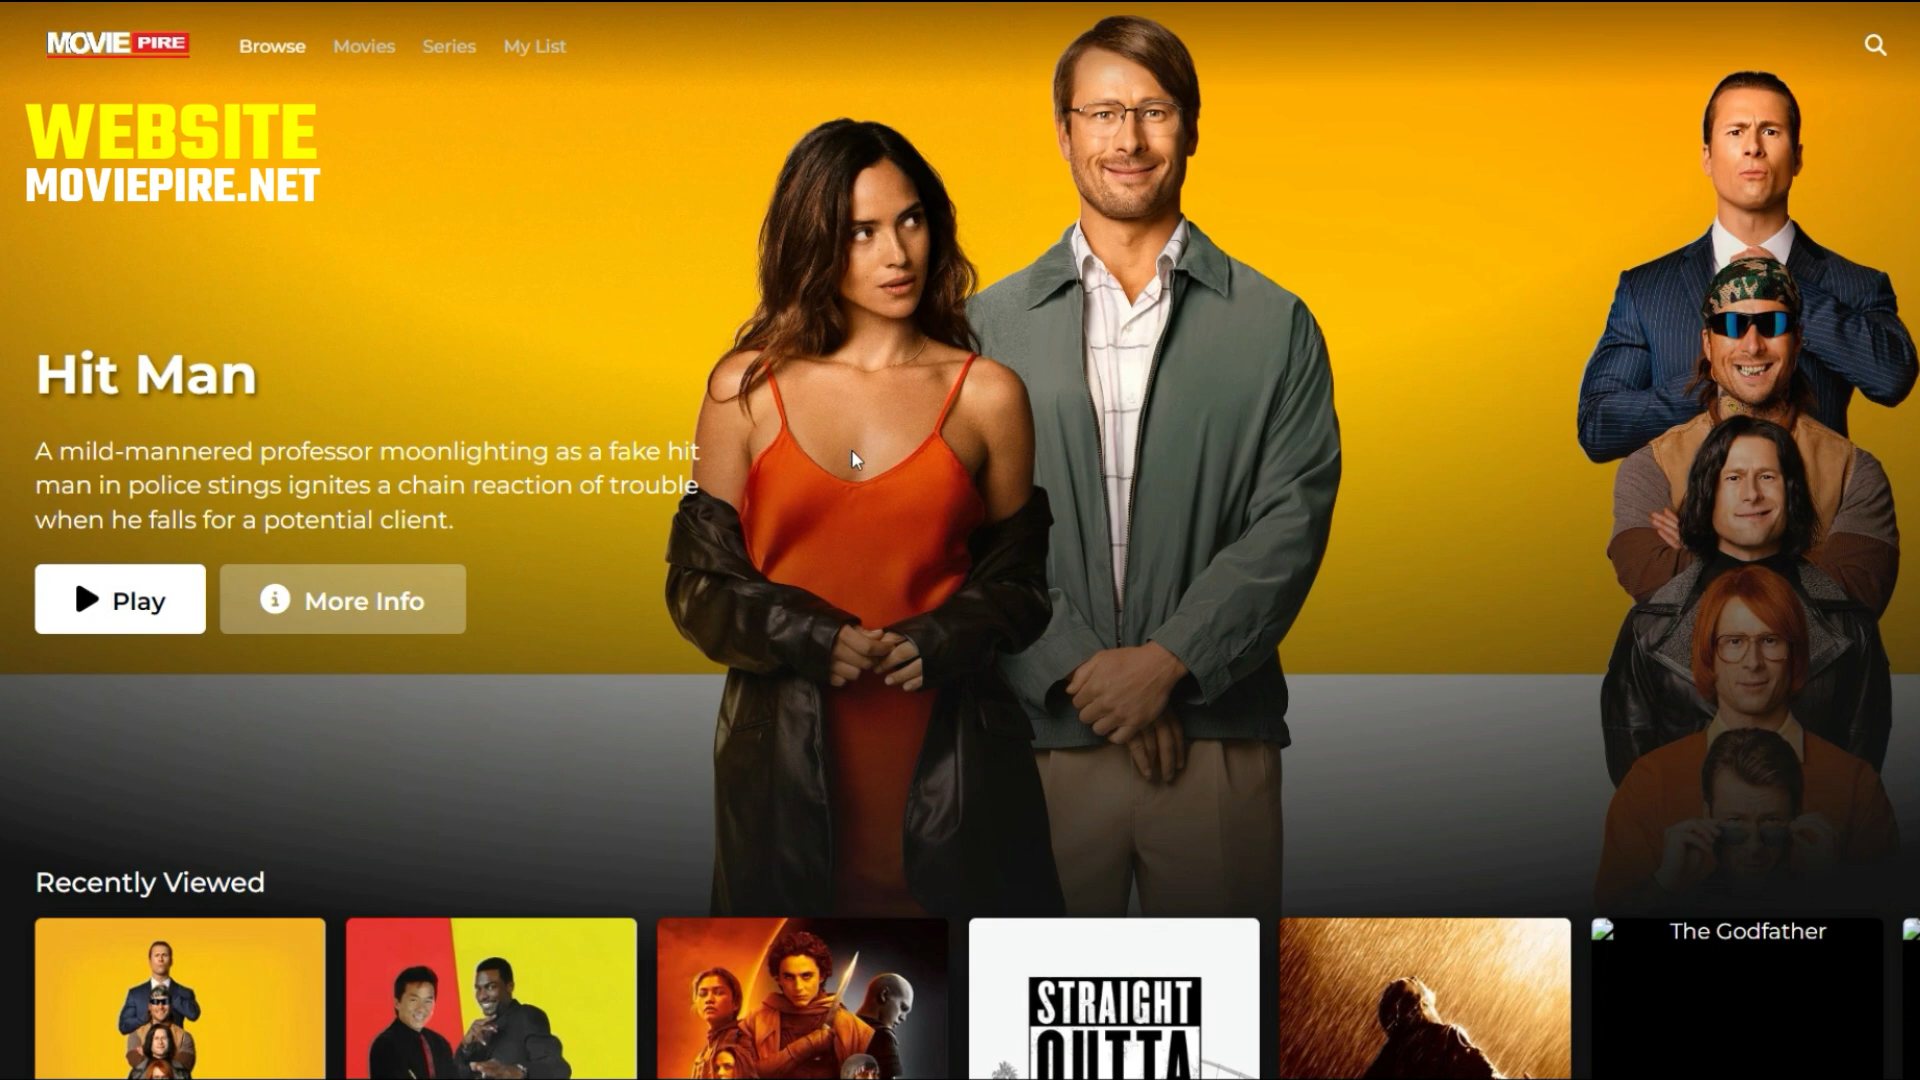 MOVIE PIRE
Browse Movies Series My List
WEBSITE
MOVIEPIRE.NET
Hit Man
A mild-mannered professor moonlighting as a fake hit
man in police stings ignites a chain reaction of trouble
when he falls for a potential client.
Play
More Info
Recently Viewed
The Godfather
STRAIGHT
OUTTA